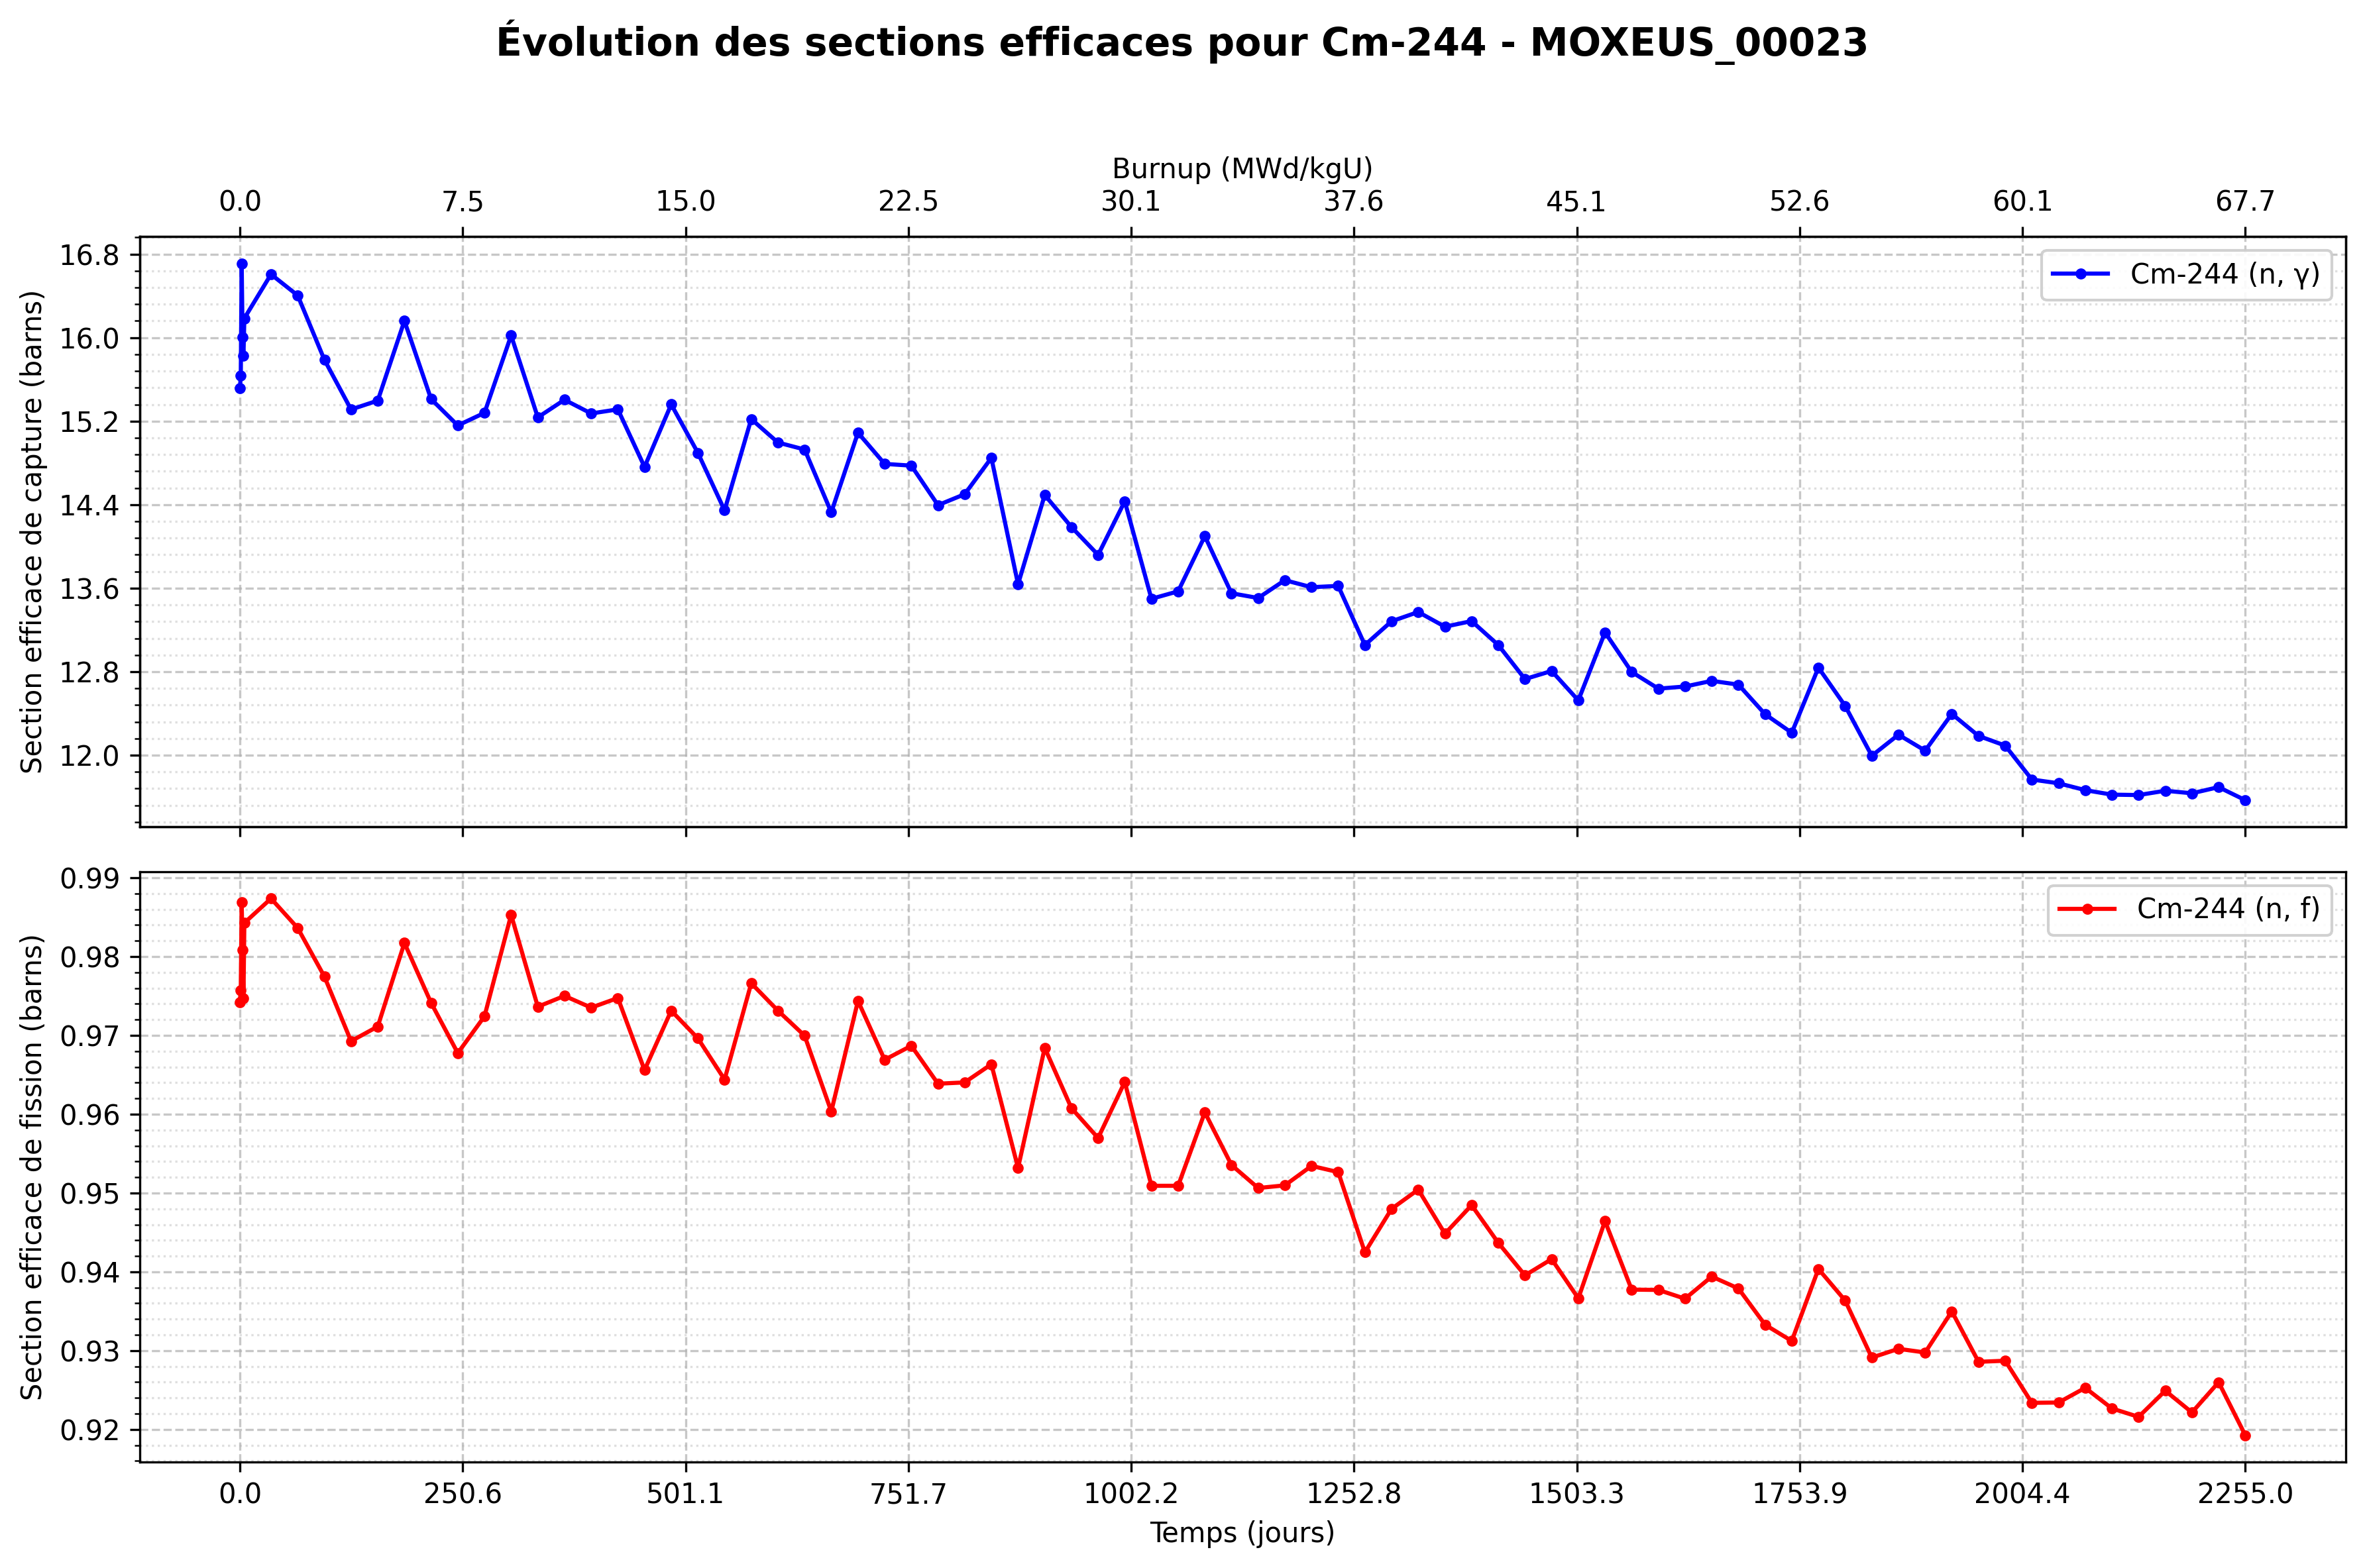 Évolution des sections efficaces pour Cm-244 - MOXEUS_00023
Burnup (MWd/kgU)
0.0 7.5 15.0 22.5 30.1 37.6 45.1 52.6 60.1 67.7
Section efficace de capture (barns)
16.8
16.0
15.2
14.4
13.6
12.8
12.0
Cm-244 (n, γ)
Section efficace de fission (barns)
0.99
0.98
0.97
0.96
0.95
0.94
0.93
0.92
Cm-244 (n, f)
0.0 250.6 501.1 751.7 1002.2 1252.8 1503.3 1753.9 2004.4 2255.0
Temps (jours)